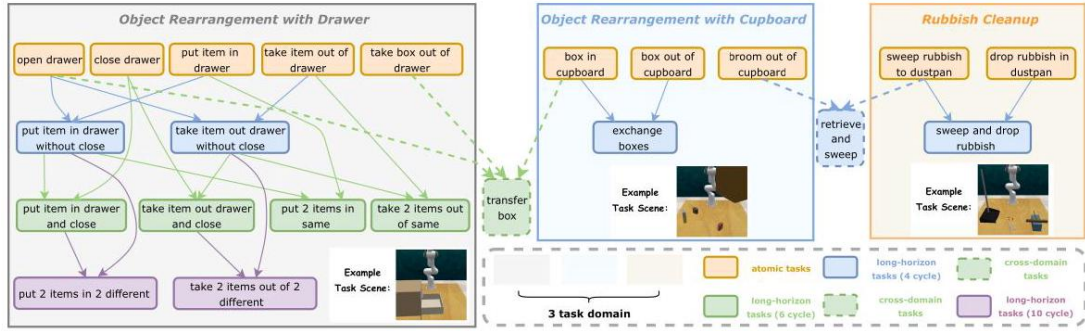 Object Rearrangement with Drawer
open drawer
close drawer
put item in
drawer
take item out of
drawer
take box out of
drawer
put item in drawer
without close
take item out drawer
without close
put item in drawer
and close
take item out drawer
and close
put 2 items in
same
take 2 items out
of same
put 2 items in 2 different
take 2 items out of 2
different
Example
Task Scene:
transfer
box
Object Rearrangement with Cupboard
box in
cupboard
box out of
cupboard
broom out of
cupboard
exchange
boxes
Example
Task Scene:
retrieve
and
sweep
Rubbish Cleanup
sweep rubbish
to dustpan
drop rubbish in
dustpan
sweep and drop
rubbish
Example
Task Scene:
3 task domain
atomic tasks
long-horizon
tasks (4 cycle)
cross-domain
tasks
long-horizon
tasks (6 cycle)
cross-domain
tasks
long-horizon
tasks (10 cycle)